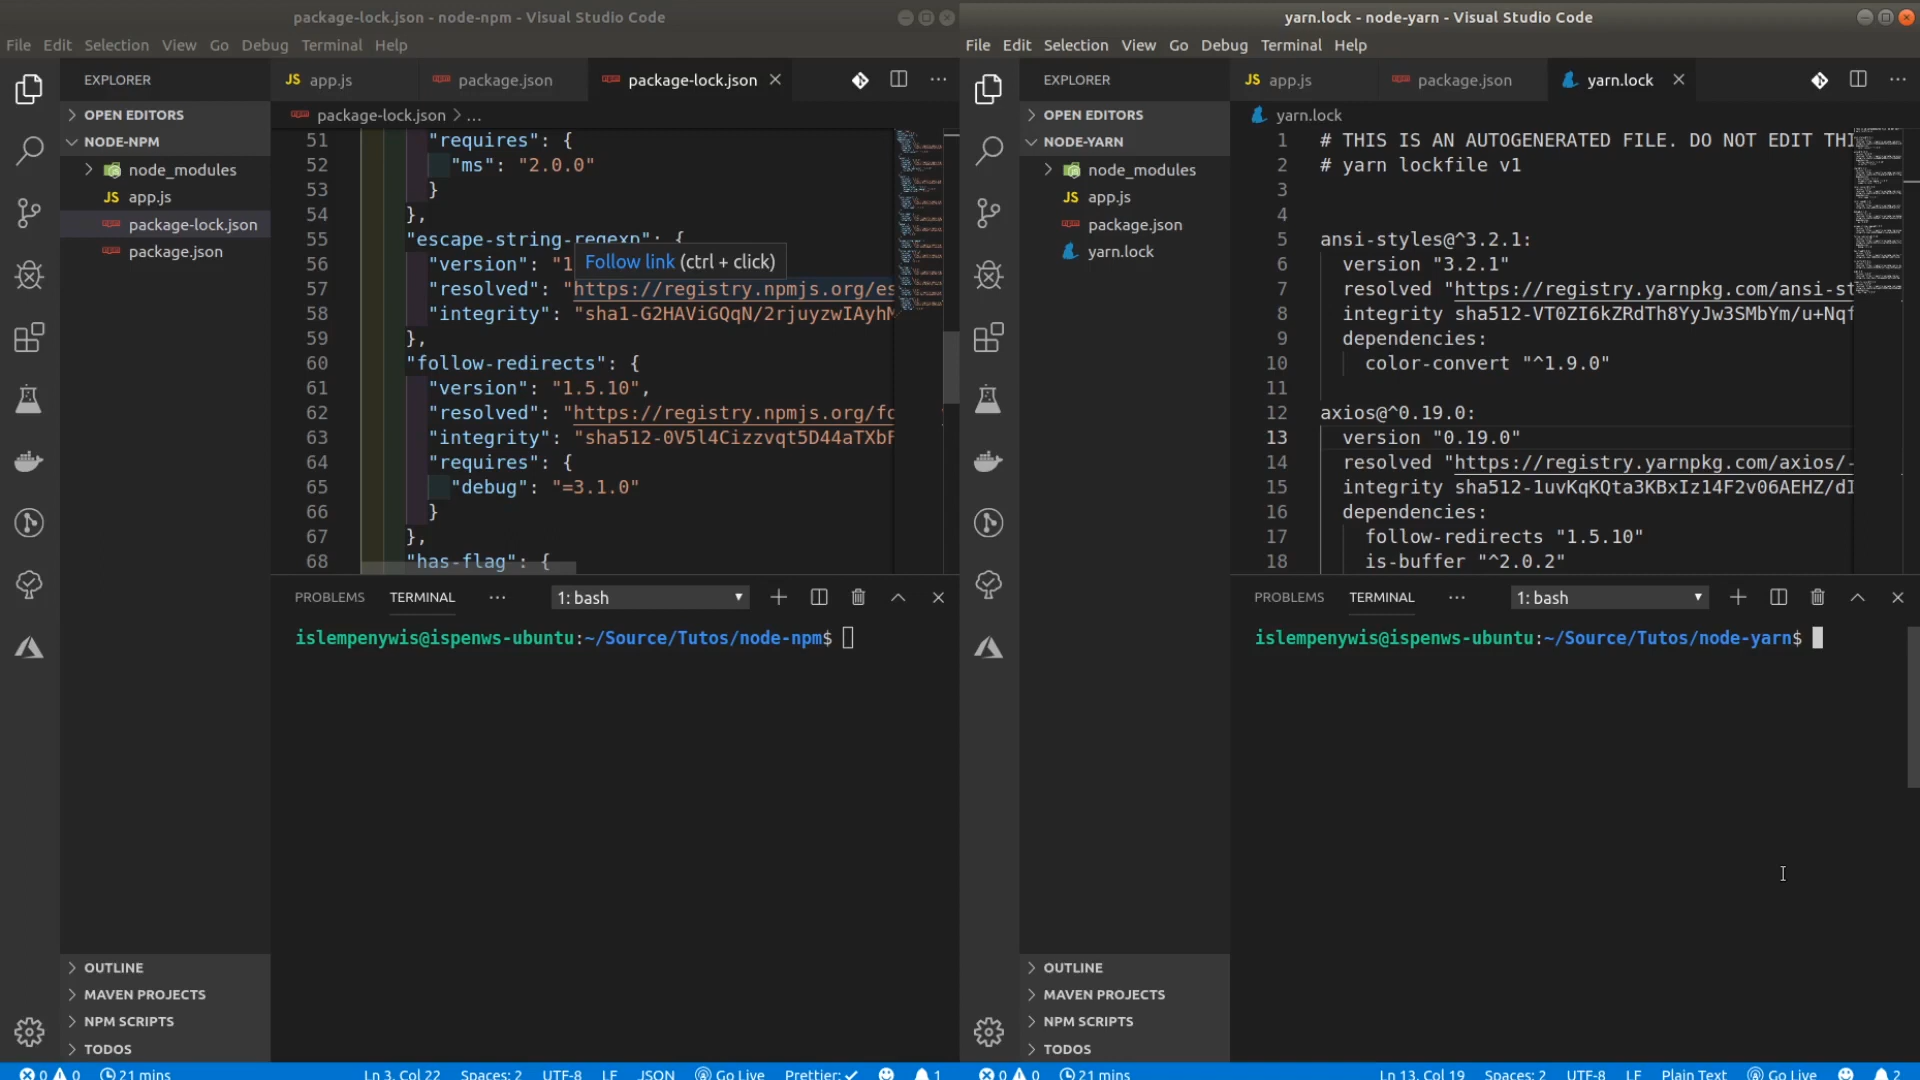 package-lock.json - node-npm - Visual Studio Code
File Edit Selection View Go Debug Terminal Help
EXPLORER
OPEN EDITORS
NODE-NPM
node_modules
JS app.js
package-lock.json
package.json
OUTLINE
MAVEN PROJECTS
NPM SCRIPTS
TODOS
JS app.js package.json package-lock.json
package-lock.json > ...
51 "requires": {
52 "ms": "2.0.0"
53 }
54 },
55 "escape-string-regexp": {
56 "version": "1
Follow link (ctrl + click)
57 "resolved": "https://registry.npmjs.org/es
58 "integrity": "sha1-G2HAViGQqN/2rjuyzwIAyhM
59 },
60 "follow-redirects": {
61 "version": "1.5.10",
62 "resolved": "https://registry.npmjs.org/fo
63 "integrity": "sha512-0V5l4Cizzvqt5D44aTXbF
64 "requires": {
65 "debug": "=3.1.0"
66 }
67 },
68 "has-flag": {
PROBLEMS TERMINAL ... 1: bash
islempenywis@ispenws-ubuntu:~/Source/Tutos/node-npm$
0 0 21 mins Ln 3, Col 22 Spaces: 2 UTF-8 LF JSON Go Live Prettier: ✓ 1
yarn.lock - node-yarn - Visual Studio Code
File Edit Selection View Go Debug Terminal Help
EXPLORER
OPEN EDITORS
NODE-YARN
node_modules
JS app.js
package.json
yarn.lock
OUTLINE
MAVEN PROJECTS
NPM SCRIPTS
TODOS
JS app.js package.json yarn.lock
yarn.lock
1 # THIS IS AN AUTOGENERATED FILE. DO NOT EDIT THI
2 # yarn lockfile v1
3
4
5 ansi-styles@^3.2.1:
6 version "3.2.1"
7 resolved "https://registry.yarnpkg.com/ansi-st
8 integrity sha512-VT0ZI6kZRdTh8YyJw3SMbYm/u+Nqf
9 dependencies:
10 color-convert "^1.9.0"
11
12 axios@^0.19.0:
13 version "0.19.0"
14 resolved "https://registry.yarnpkg.com/axios/-
15 integrity sha512-1uvKqKQta3KBxIz14F2v06AEHZ/dI
16 dependencies:
17 follow-redirects "1.5.10"
18 is-buffer "^2.0.2"
PROBLEMS TERMINAL ... 1: bash
islempenywis@ispenws-ubuntu:~/Source/Tutos/node-yarn$
0 0 21 mins Ln 13, Col 19 Spaces: 2 UTF-8 LF Plain Text Go Live 2